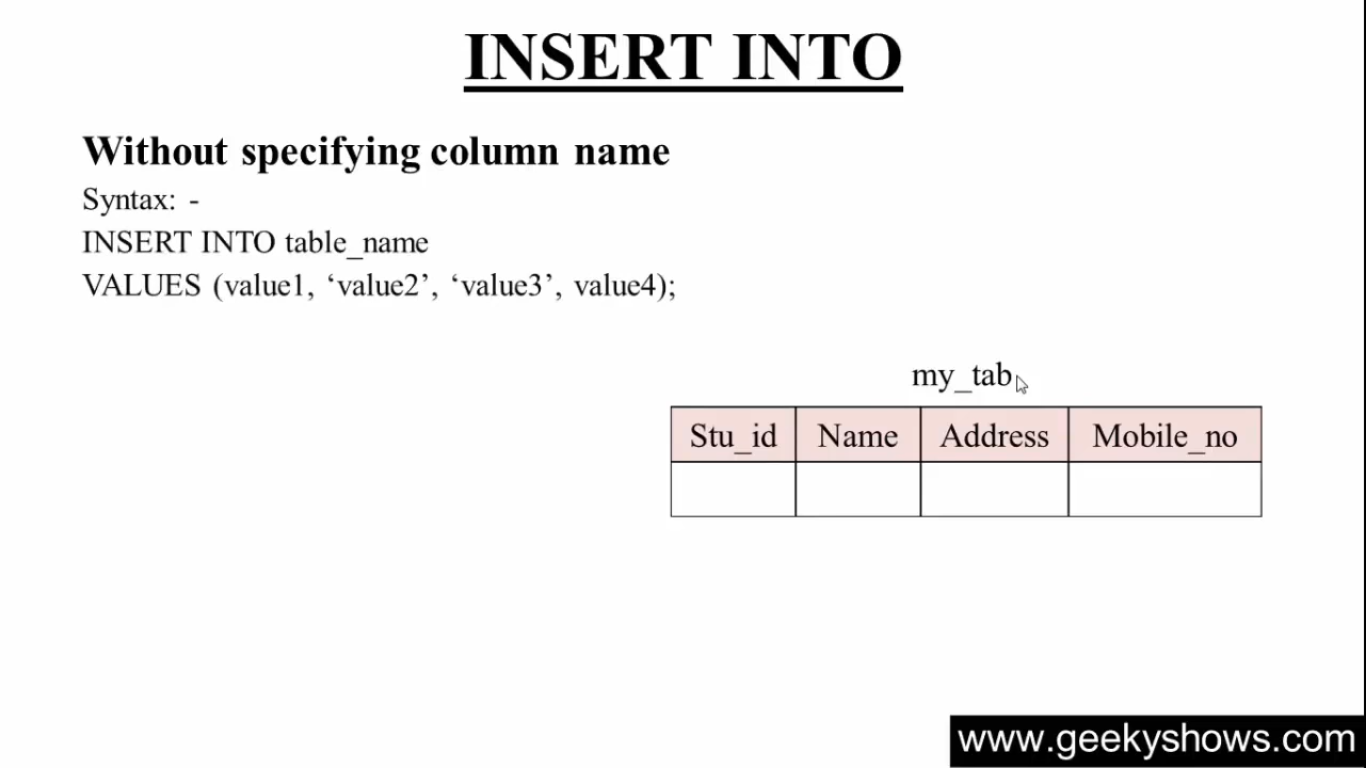 INSERT INTO
Without specifying column name
Syntax: -
INSERT INTO table_name
VALUES (value1, ‘value2’, ‘value3’, value4);
my_tab
Stu_id Name Address Mobile_no
www.geekyshows.com